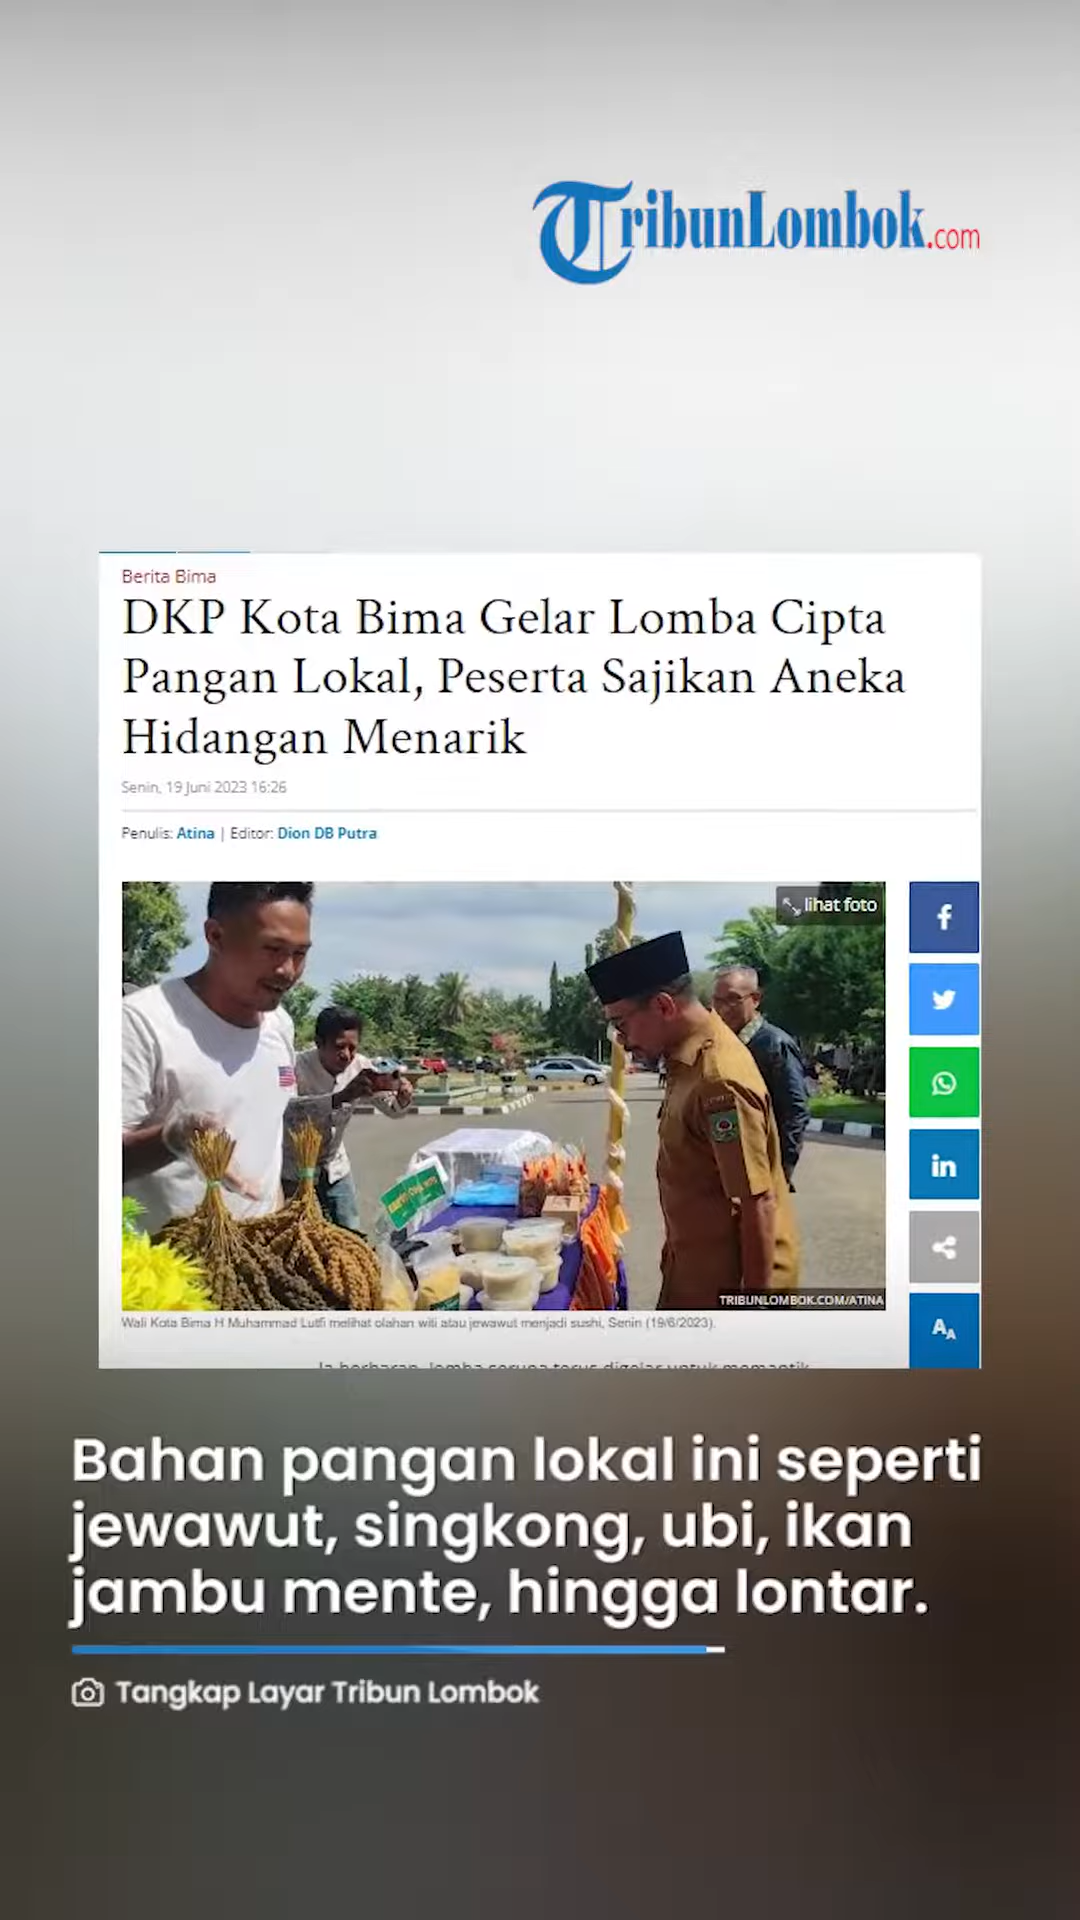 TribunLombok.com
Berita Bima
DKP Kota Bima Gelar Lomba Cipta
Pangan Lokal, Peserta Sajikan Aneka
Hidangan Menarik
Senin, 19 Juni 2023 16:26
Penulis: Atina | Editor: Dion DB Putra
lihat foto
TRIBUNLOMBOK.COM/ATINA
Wali Kota Bima H Muhammad Lutfi melihat olahan witi atau jewawut menjadi sushi, Senin (19/6/2023).
Bahan pangan lokal ini seperti
jewawut, singkong, ubi, ikan
jambu mente, hingga lontar.
Tangkap Layar Tribun Lombok